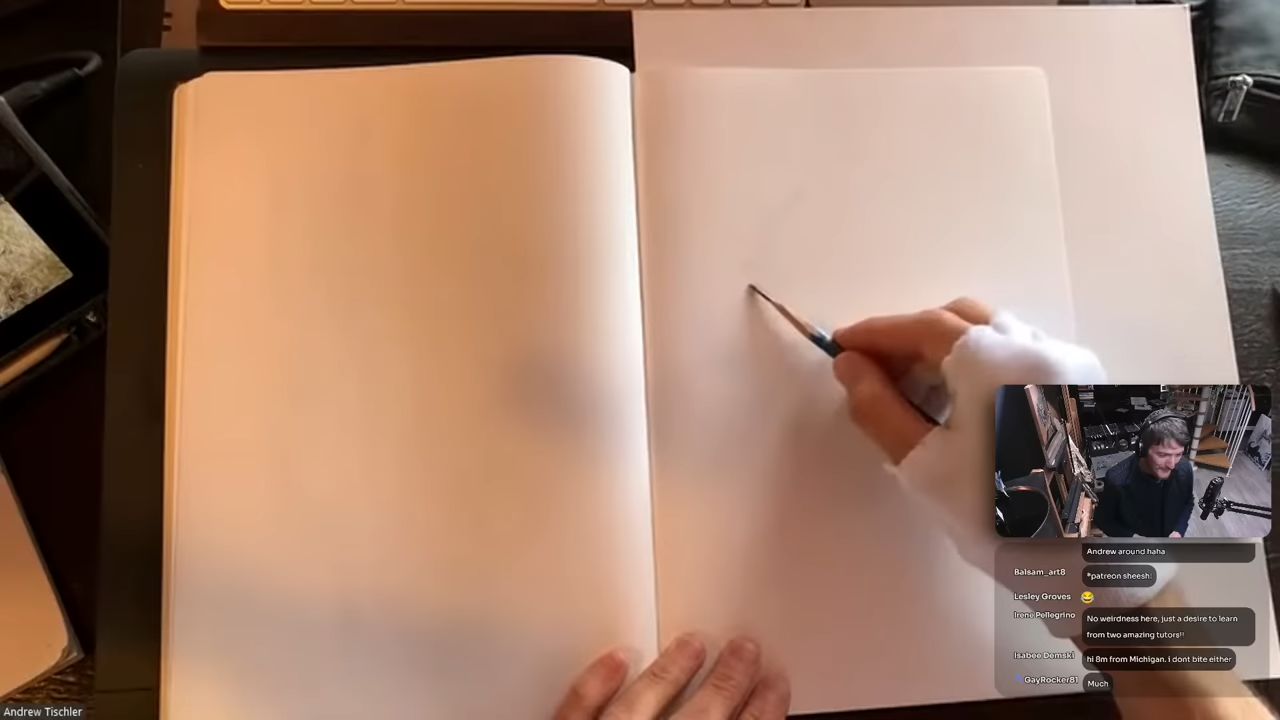 Andrew around haha
Balsam_art8
*patreon sheesh!
Lesley Groves
😂
Irene Pellegrino
No weirdness here, just a desire to learn
from two amazing tutors!!
Isabee Demski
hi 8m from Michigan. i dont bite either
GayRocker81
Much
Andrew Tischler